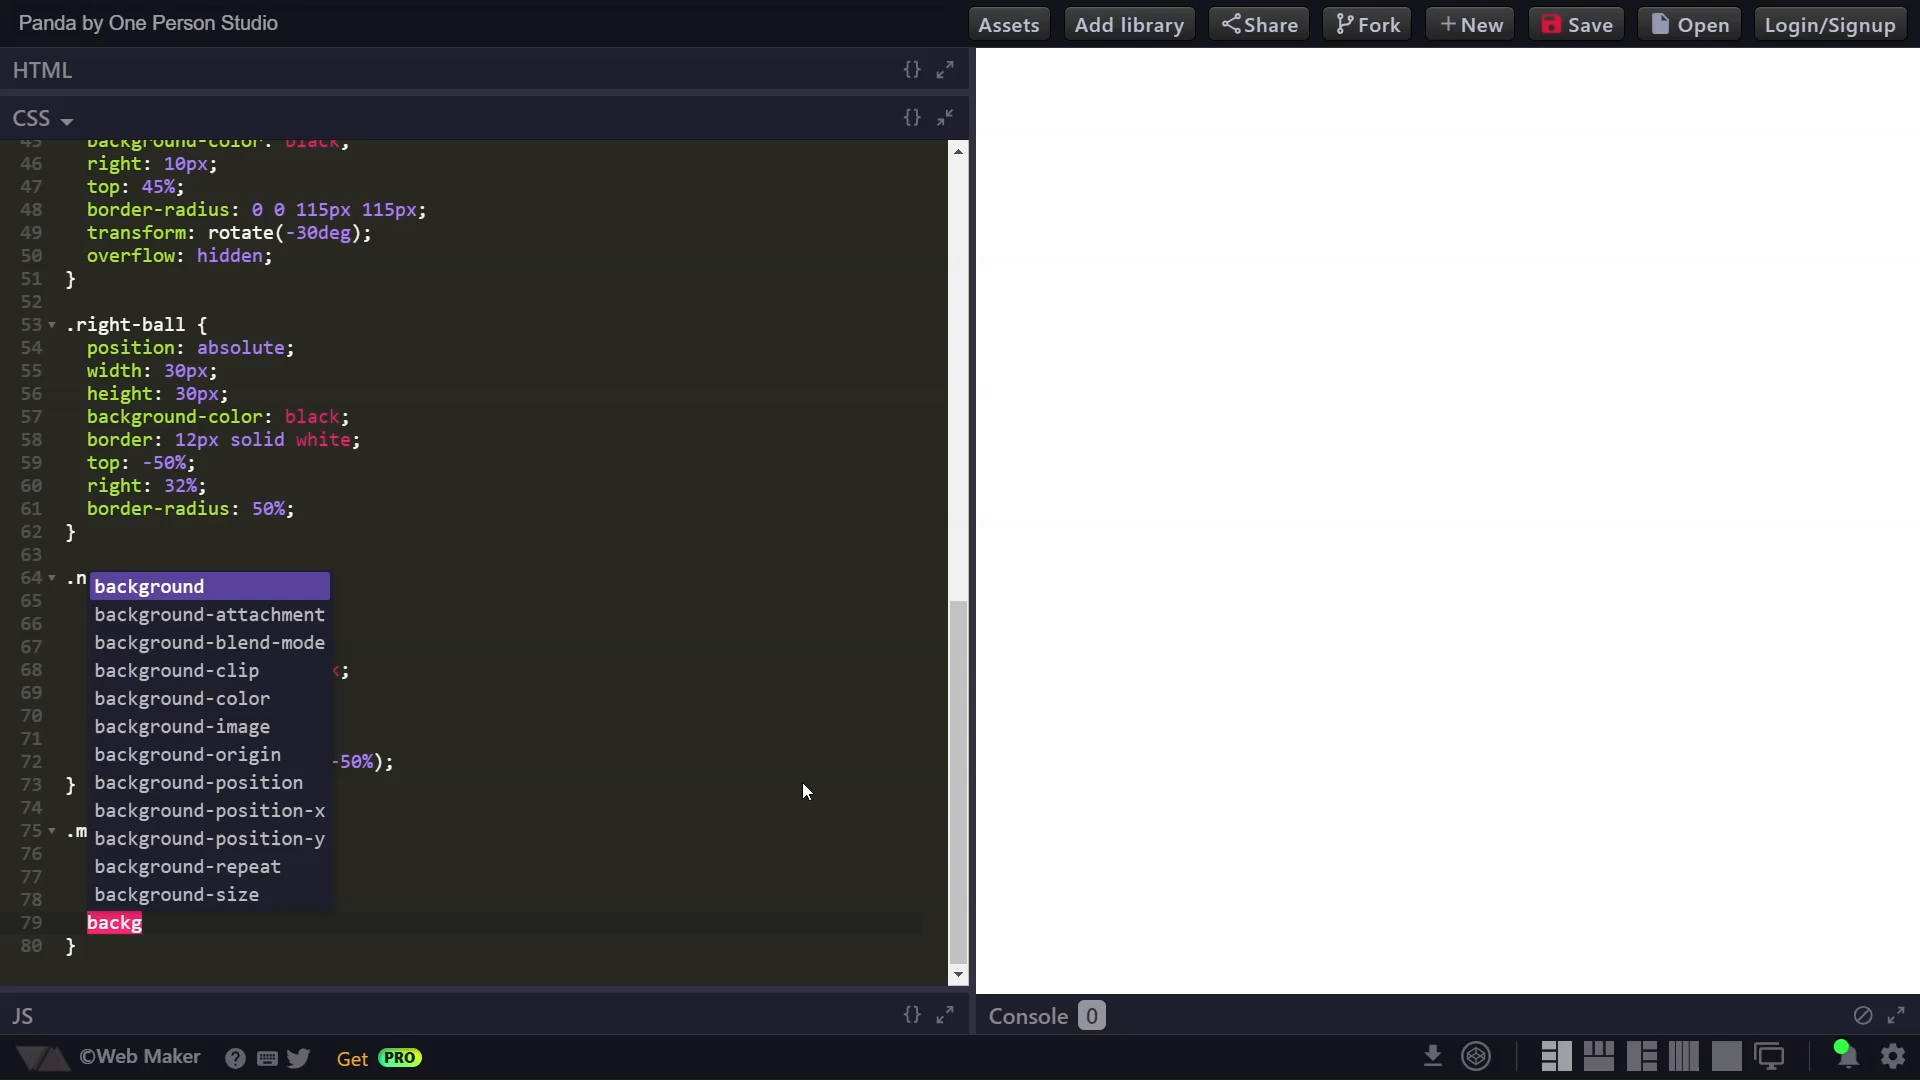 Panda by One Person Studio
Assets
Add library
Share
Fork
+ New
Save
Open
Login/Signup
HTML
{}
CSS
{}
45 background-color: black;
46 right: 10px;
47 top: 45%;
48 border-radius: 0 0 115px 115px;
49 transform: rotate(-30deg);
50 overflow: hidden;
51 }
52
53 .right-ball {
54 position: absolute;
55 width: 30px;
56 height: 30px;
57 background-color: black;
58 border: 12px solid white;
59 top: -50%;
60 right: 32%;
61 border-radius: 50%;
62 }
63
64 .n
65
66
67
68 ;
69
70
71
72 -50%);
73 }
74
75 .m
76
77
78
79 backg
80 }
background
background-attachment
background-blend-mode
background-clip
background-color
background-image
background-origin
background-position
background-position-x
background-position-y
background-repeat
background-size
JS
{}
Console 0
©Web Maker
?
Get PRO